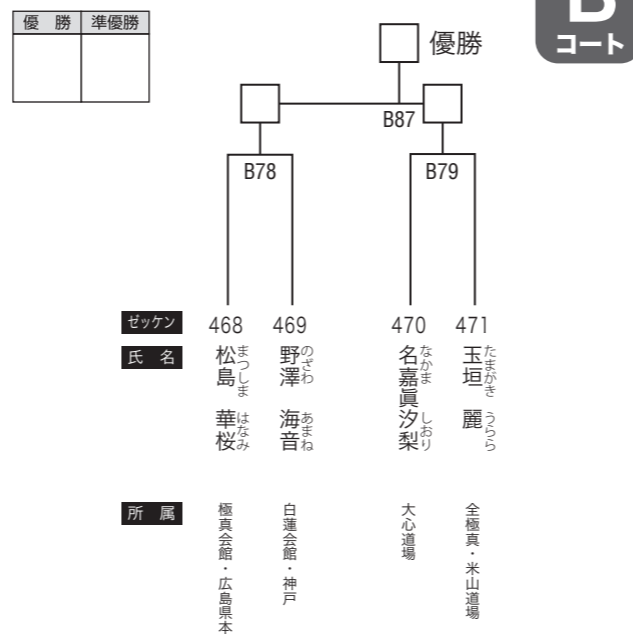 優 勝 準優勝
B
コート
優勝
B87
B78
B79
ゼッケン 468 469 470 471
氏 名
松島 華桜
まつしま はなみ
野澤 海音
のざわ あまね
名嘉眞汐梨
なかま しおり
玉垣 麗
たまがき うらら
所 属
極真会館・広島県本
白蓮会館・神戸
大心道場
全極真・米山道場